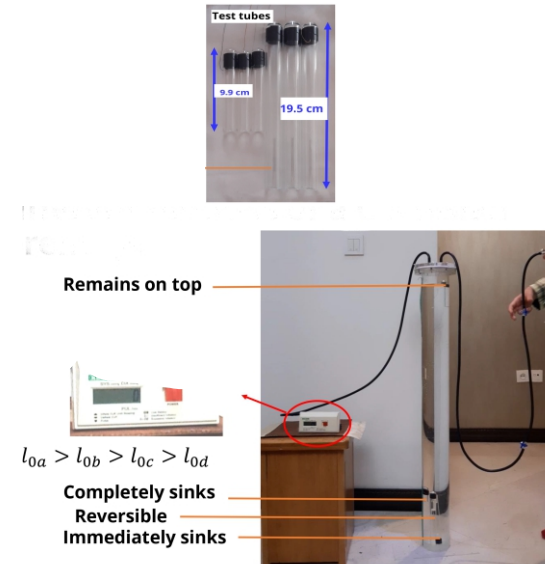 Test tubes
9.9 cm
19.5 cm
Remains on top
0
l₀ₐ > l₀b > l₀c > l₀d
Completely sinks
Reversible
Immediately sinks